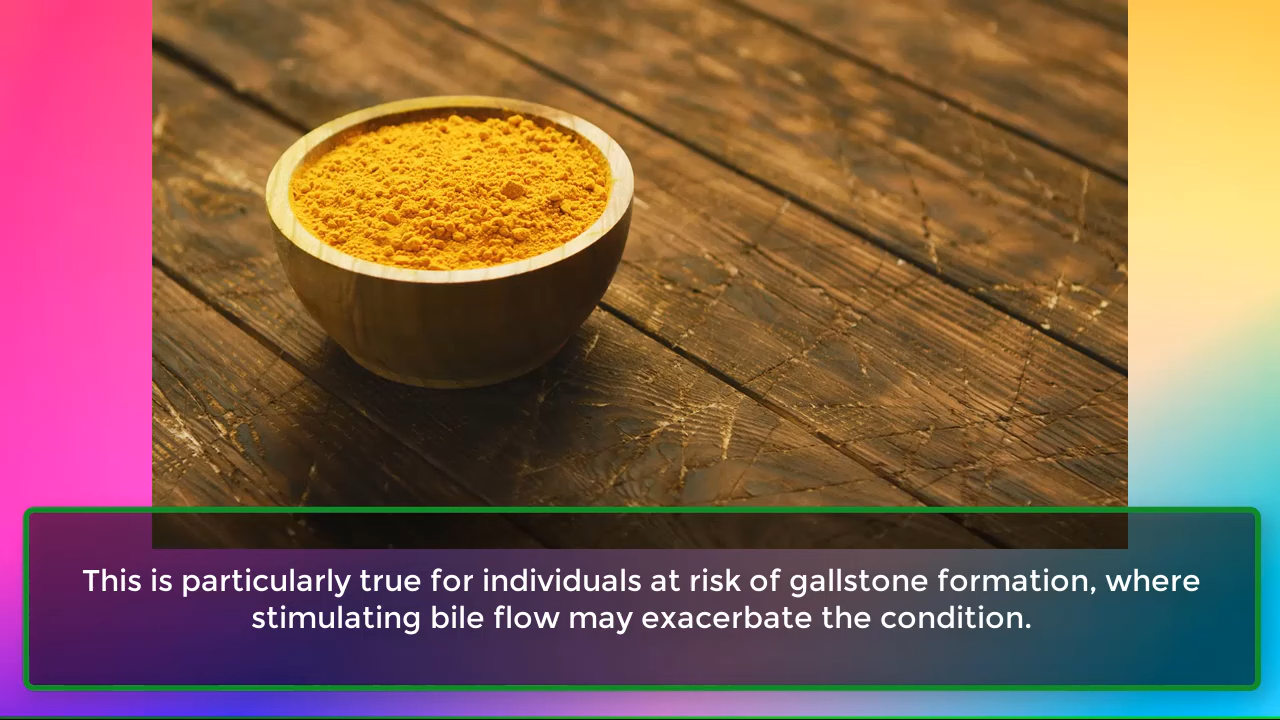 This is particularly true for individuals at risk of gallstone formation, where
stimulating bile flow may exacerbate the condition.